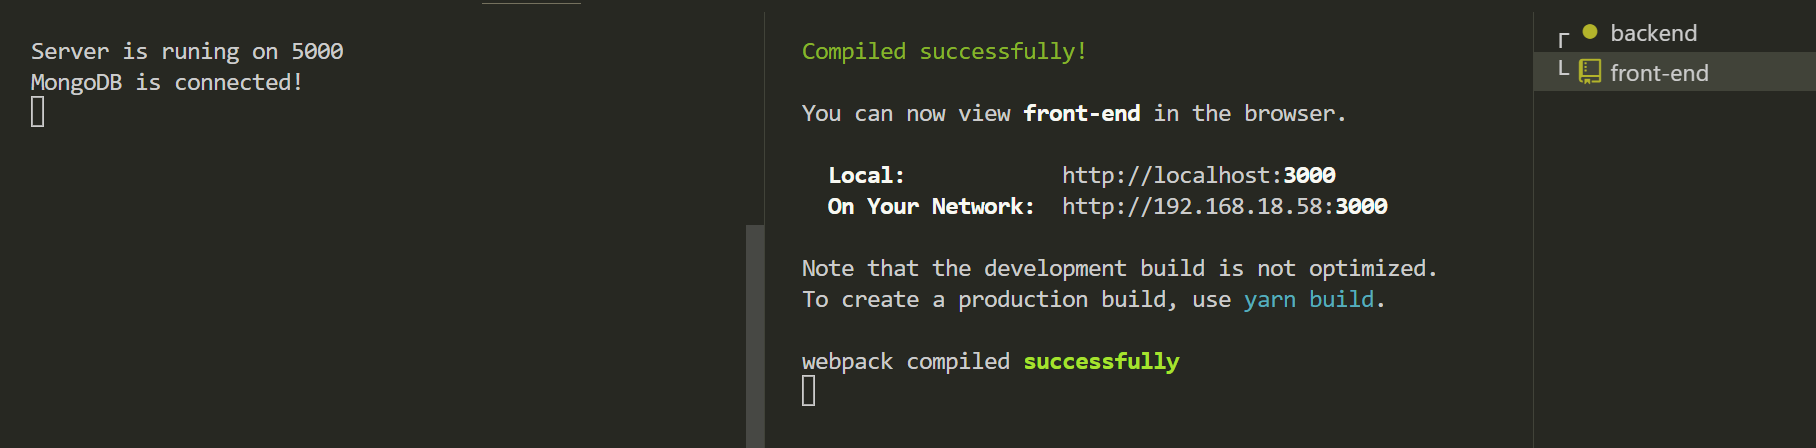 Server is runing on 5000
MongoDB is connected!
Compiled successfully!
You can now view front-end in the browser.
Local: http://localhost:3000
On Your Network: http://192.168.18.58:3000
Note that the development build is not optimized.
To create a production build, use yarn build.
webpack compiled successfully
backend
front-end